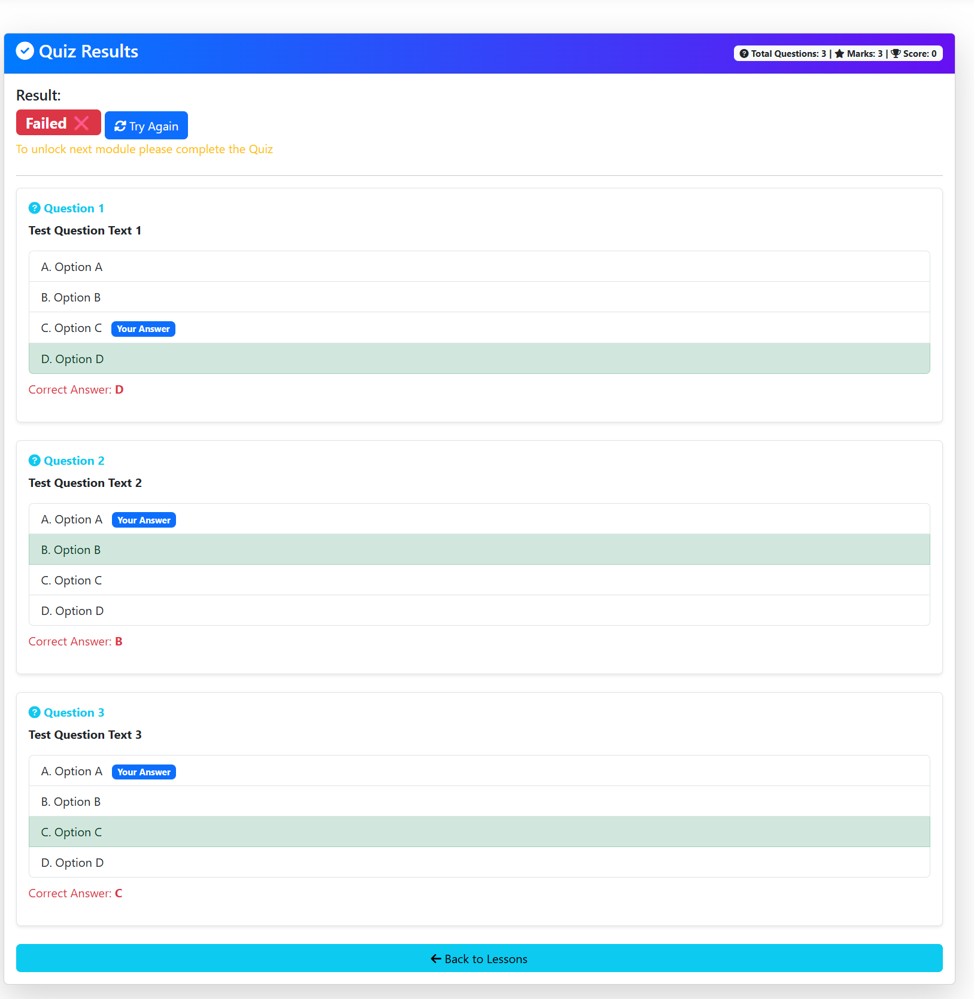 Quiz Results
Total Questions: 3 | Marks: 3 | Score: 0
Result:
Failed ❌ Try Again
To unlock next module please complete the Quiz
Question 1
Test Question Text 1
A. Option A
B. Option B
C. Option C Your Answer
D. Option D
Correct Answer: D
Question 2
Test Question Text 2
A. Option A Your Answer
B. Option B
C. Option C
D. Option D
Correct Answer: B
Question 3
Test Question Text 3
A. Option A Your Answer
B. Option B
C. Option C
D. Option D
Correct Answer: C
Back to Lessons